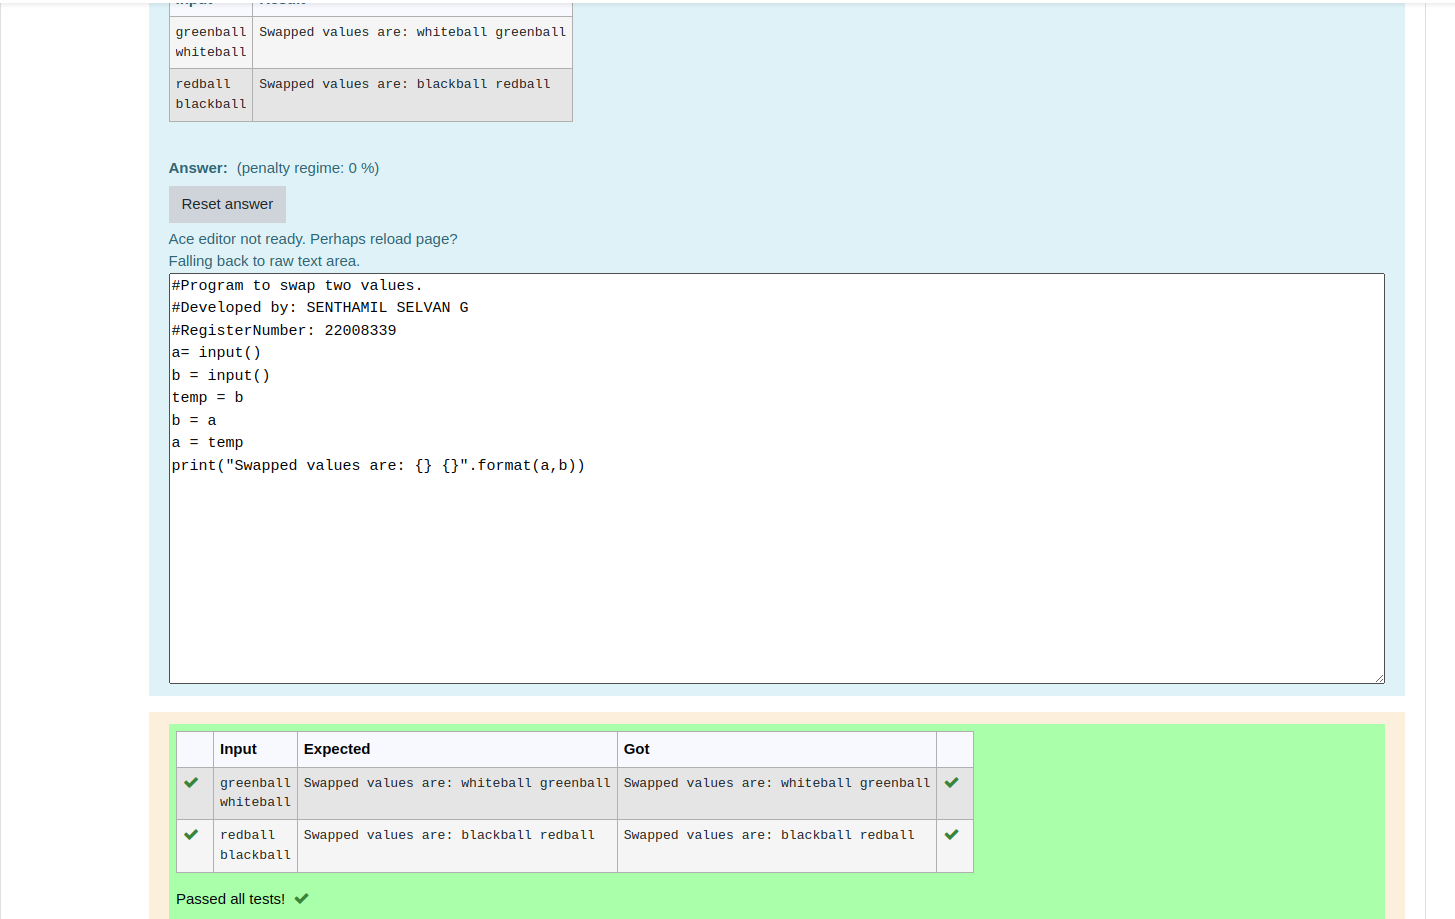 greenball Swapped values are: whiteball greenball
whiteball
redball Swapped values are: blackball redball
blackball
Answer: (penalty regime: 0 %)
Reset answer
Ace editor not ready. Perhaps reload page?
Falling back to raw text area.
#Program to swap two values.
#Developed by: SENTHAMIL SELVAN G
#RegisterNumber: 22008339
a= input()
b = input()
temp = b
b = a
a = temp
print("Swapped values are: {} {}".format(a,b))
Input Expected Got
greenball Swapped values are: whiteball greenball Swapped values are: whiteball greenball
whiteball
redball Swapped values are: blackball redball Swapped values are: blackball redball
blackball
Passed all tests!